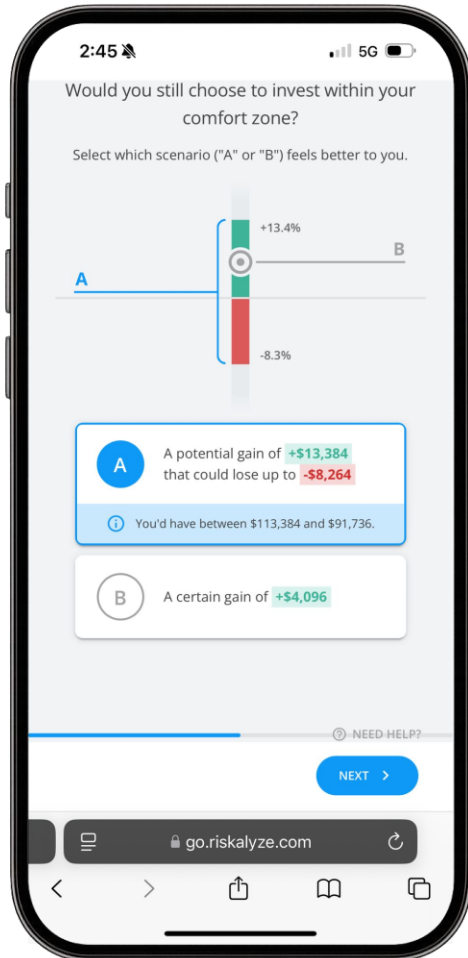 2:45
5G
Would you still choose to invest within your
comfort zone?
Select which scenario ("A" or "B") feels better to you.
+13.4%
B
A
-8.3%
A
A potential gain of +$13,384
that could lose up to -$8,264
You'd have between $113,384 and $91,736.
B
A certain gain of +$4,096
NEED HELP?
NEXT
go.riskalyze.com